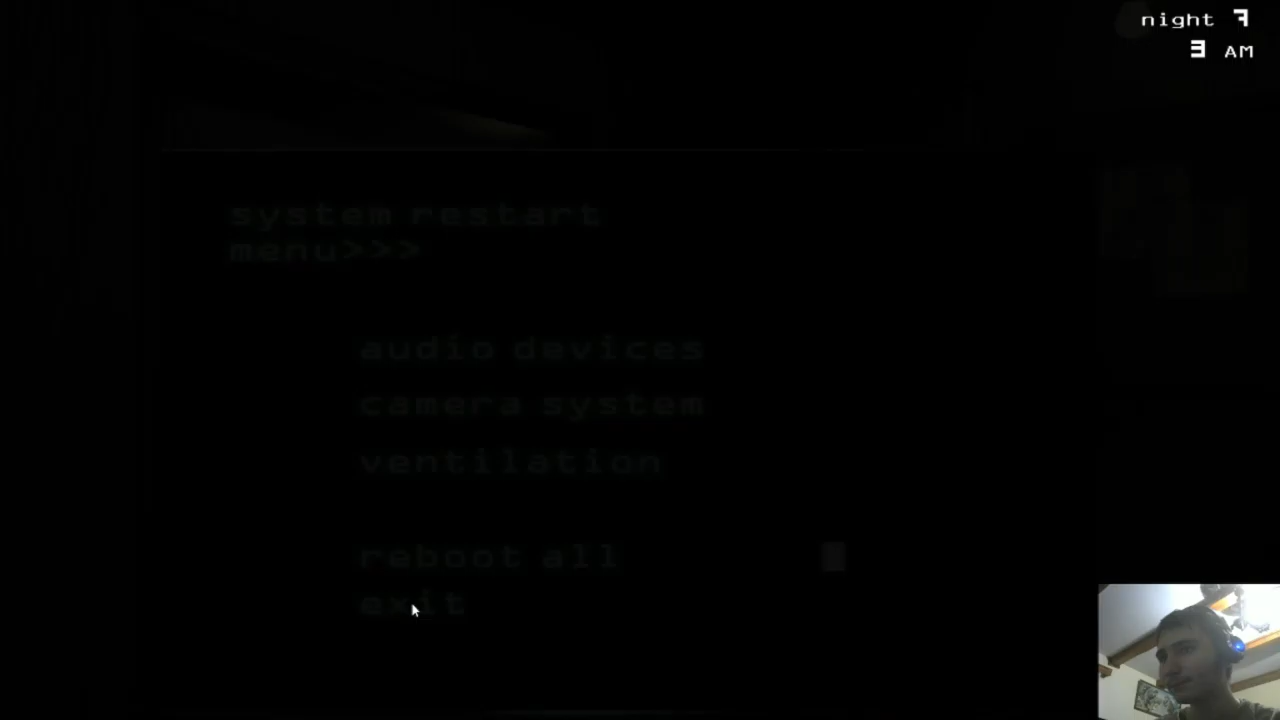 night 7
3 AM
system restart
menu>>>
audio devices
camera system
ventilation
reboot all
exit